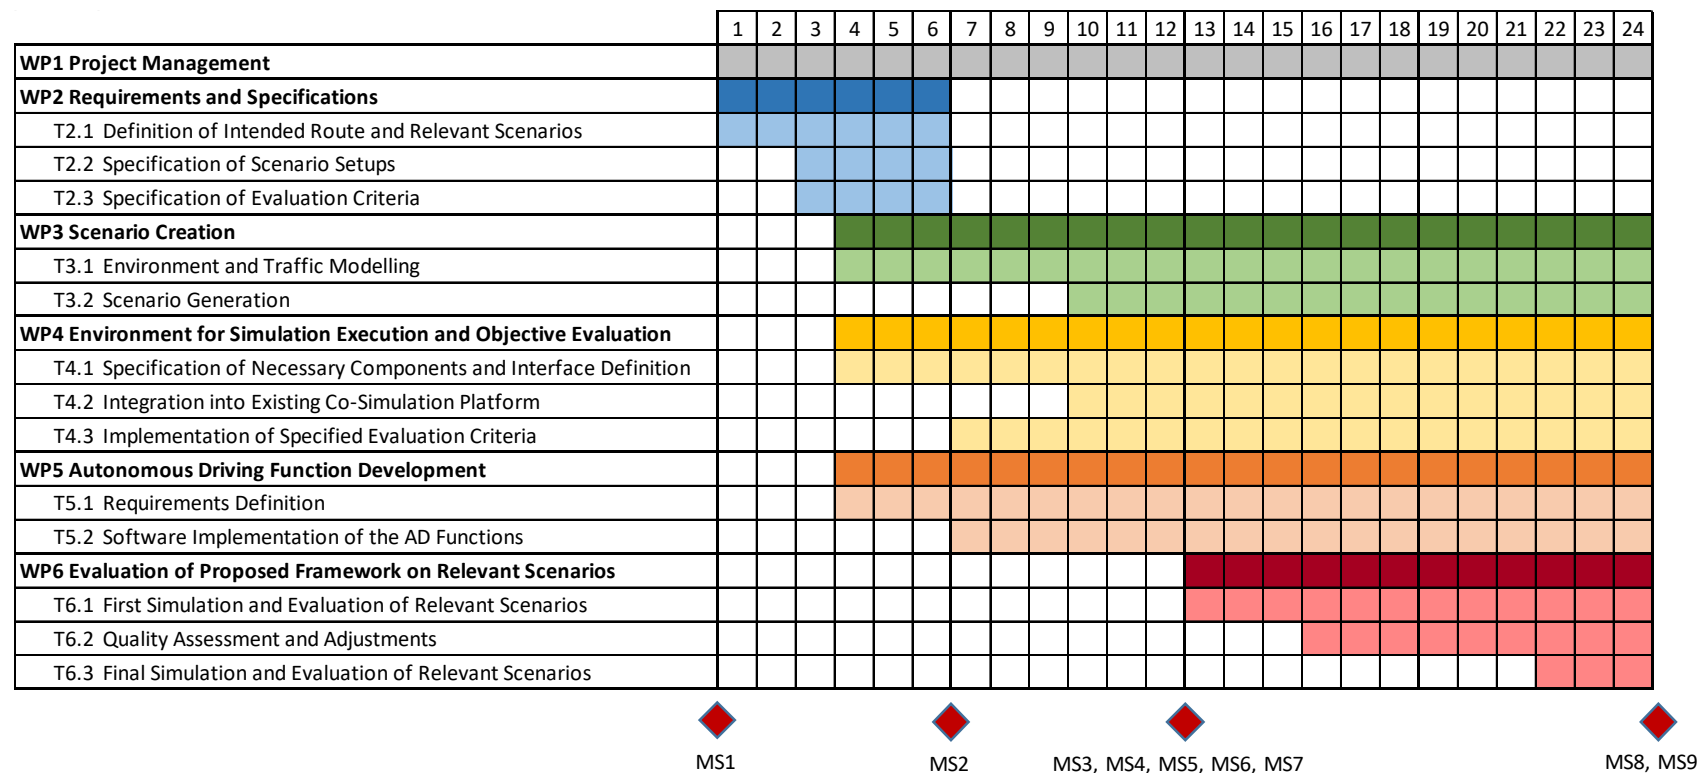 1 2 3 4 5 6 7 8 9 10 11 12 13 14 15 16 17 18 19 20 21 22 23 24
WP1 Project Management
WP2 Requirements and Specifications
T2.1 Definition of Intended Route and Relevant Scenarios
T2.2 Specification of Scenario Setups
T2.3 Specification of Evaluation Criteria
WP3 Scenario Creation
T3.1 Environment and Traffic Modelling
T3.2 Scenario Generation
WP4 Environment for Simulation Execution and Objective Evaluation
T4.1 Specification of Necessary Components and Interface Definition
T4.2 Integration into Existing Co-Simulation Platform
T4.3 Implementation of Specified Evaluation Criteria
WP5 Autonomous Driving Function Development
T5.1 Requirements Definition
T5.2 Software Implementation of the AD Functions
WP6 Evaluation of Proposed Framework on Relevant Scenarios
T6.1 First Simulation and Evaluation of Relevant Scenarios
T6.2 Quality Assessment and Adjustments
T6.3 Final Simulation and Evaluation of Relevant Scenarios
MS1 MS2 MS3, MS4, MS5, MS6, MS7 MS8, MS9